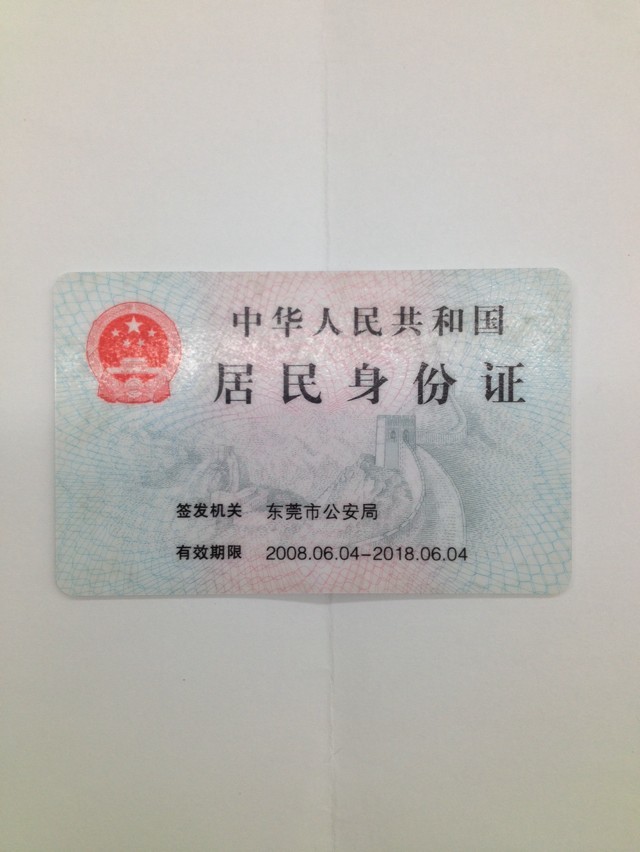 中华人民共和国
居民身份证
签发机关 东莞市公安局
有效期限 2008.06.04-2018.06.04